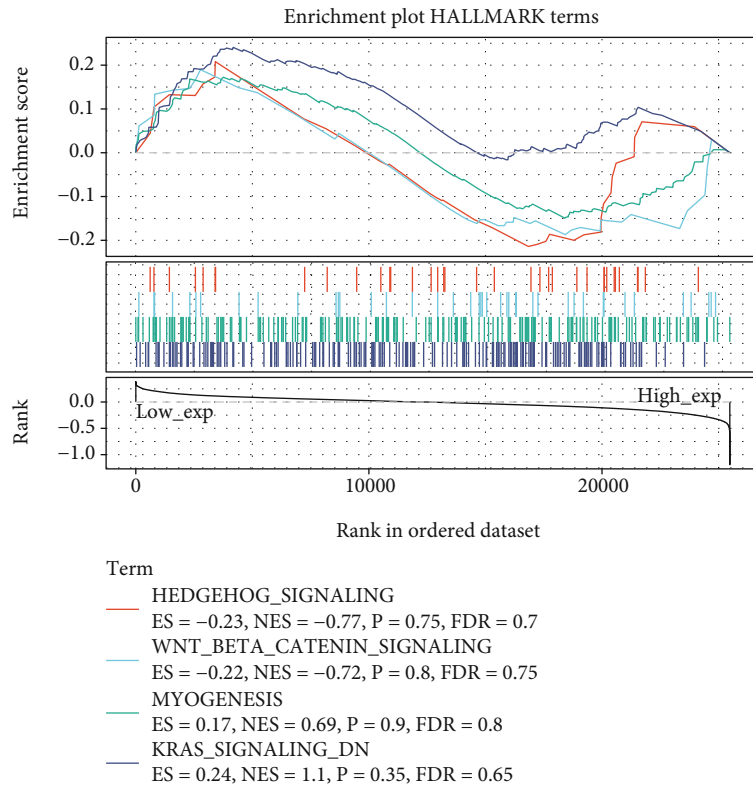 Enrichment plot HALLMARK terms
Enrichment score
0.2
0.1
0.0
−0.1
−0.2
Rank
0.0
−0.5
−1.0
Low_exp
High_exp
0
10000
20000
Rank in ordered dataset
Term
HEDGEHOG_SIGNALING
ES = −0.23, NES = −0.77, P = 0.75, FDR = 0.7
WNT_BETA_CATENIN_SIGNALING
ES = −0.22, NES = −0.72, P = 0.8, FDR = 0.75
MYOGENESIS
ES = 0.17, NES = 0.69, P = 0.9, FDR = 0.8
KRAS_SIGNALING_DN
ES = 0.24, NES = 1.1, P = 0.35, FDR = 0.65